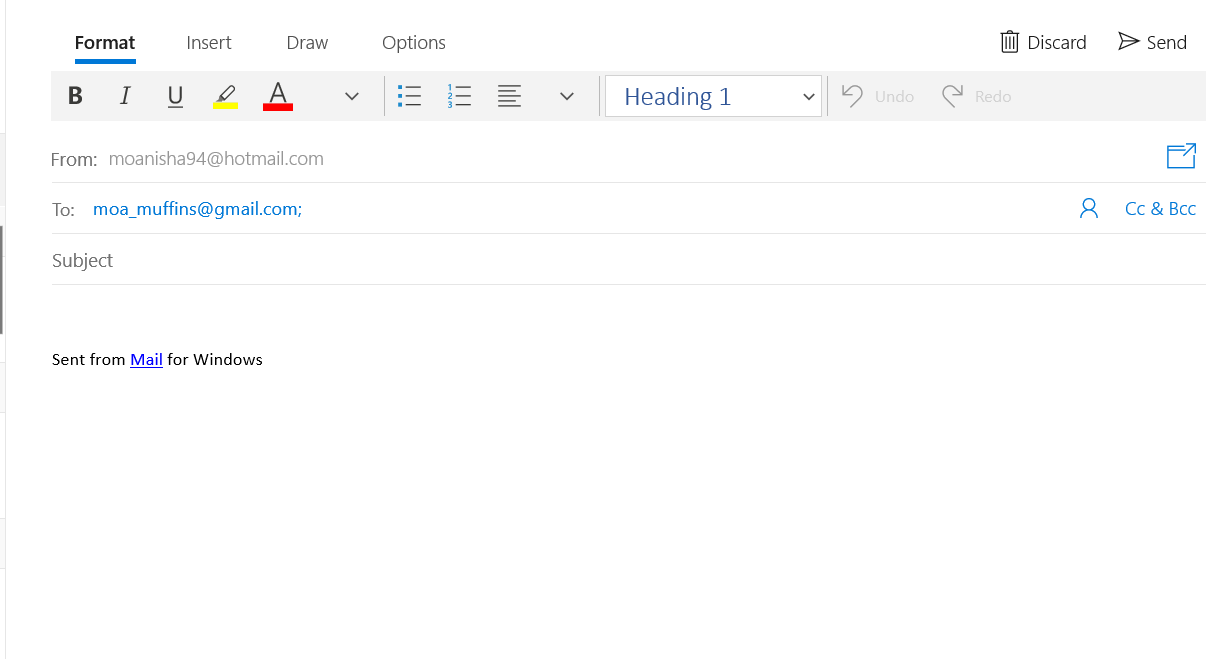 Format Insert Draw Options Discard Send
B I U A Heading 1 Undo Redo
From: moanisha94@hotmail.com
To: moa_muffins@gmail.com; Cc & Bcc
Subject
Sent from Mail for Windows